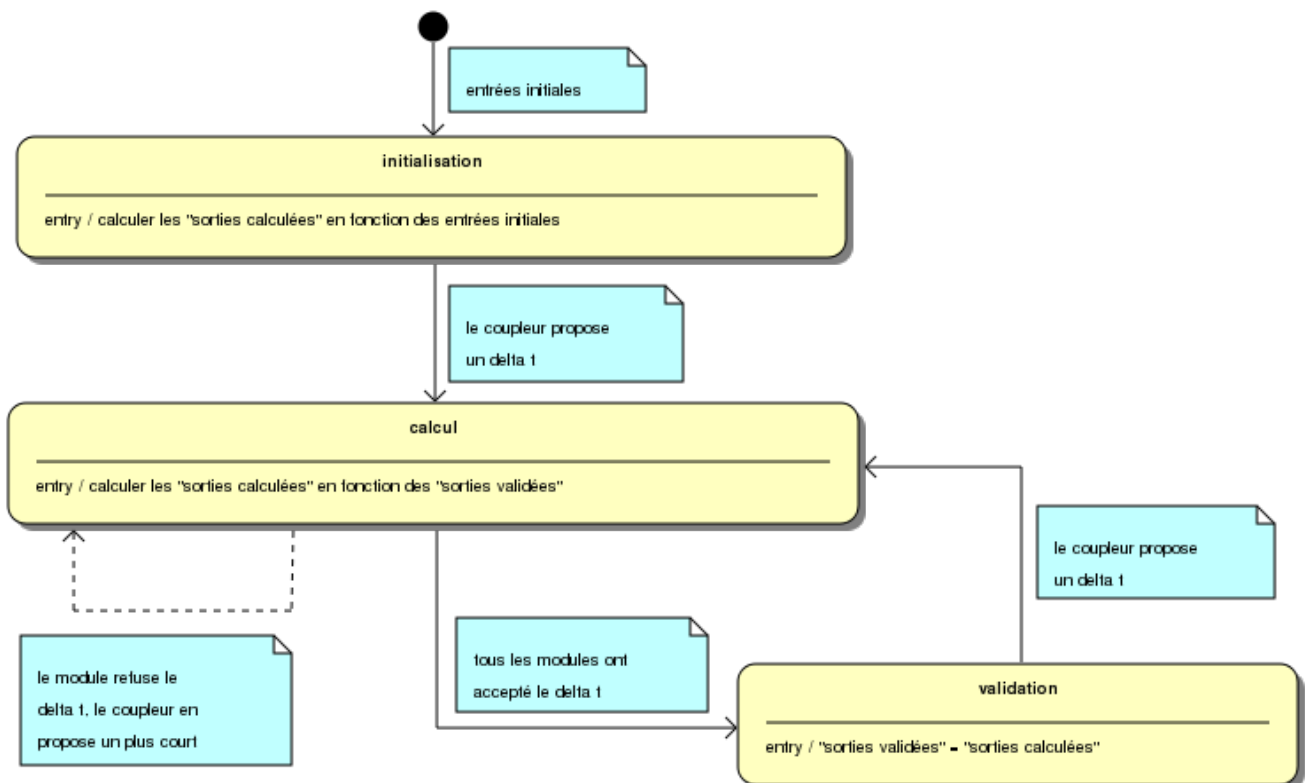 entrées initiales
initialisation
entry / calculer les "sorties calculées" en fonction des entrées initiales
le coupleur propose
un delta t
calcul
entry / calculer les "sorties calculées" en fonction des "sorties validées"
le coupleur propose
un delta t
le module refuse le
delta t, le coupleur en
propose un plus court
tous les modules ont
accepté le delta t
validation
entry / "sorties validées" = "sorties calculées"